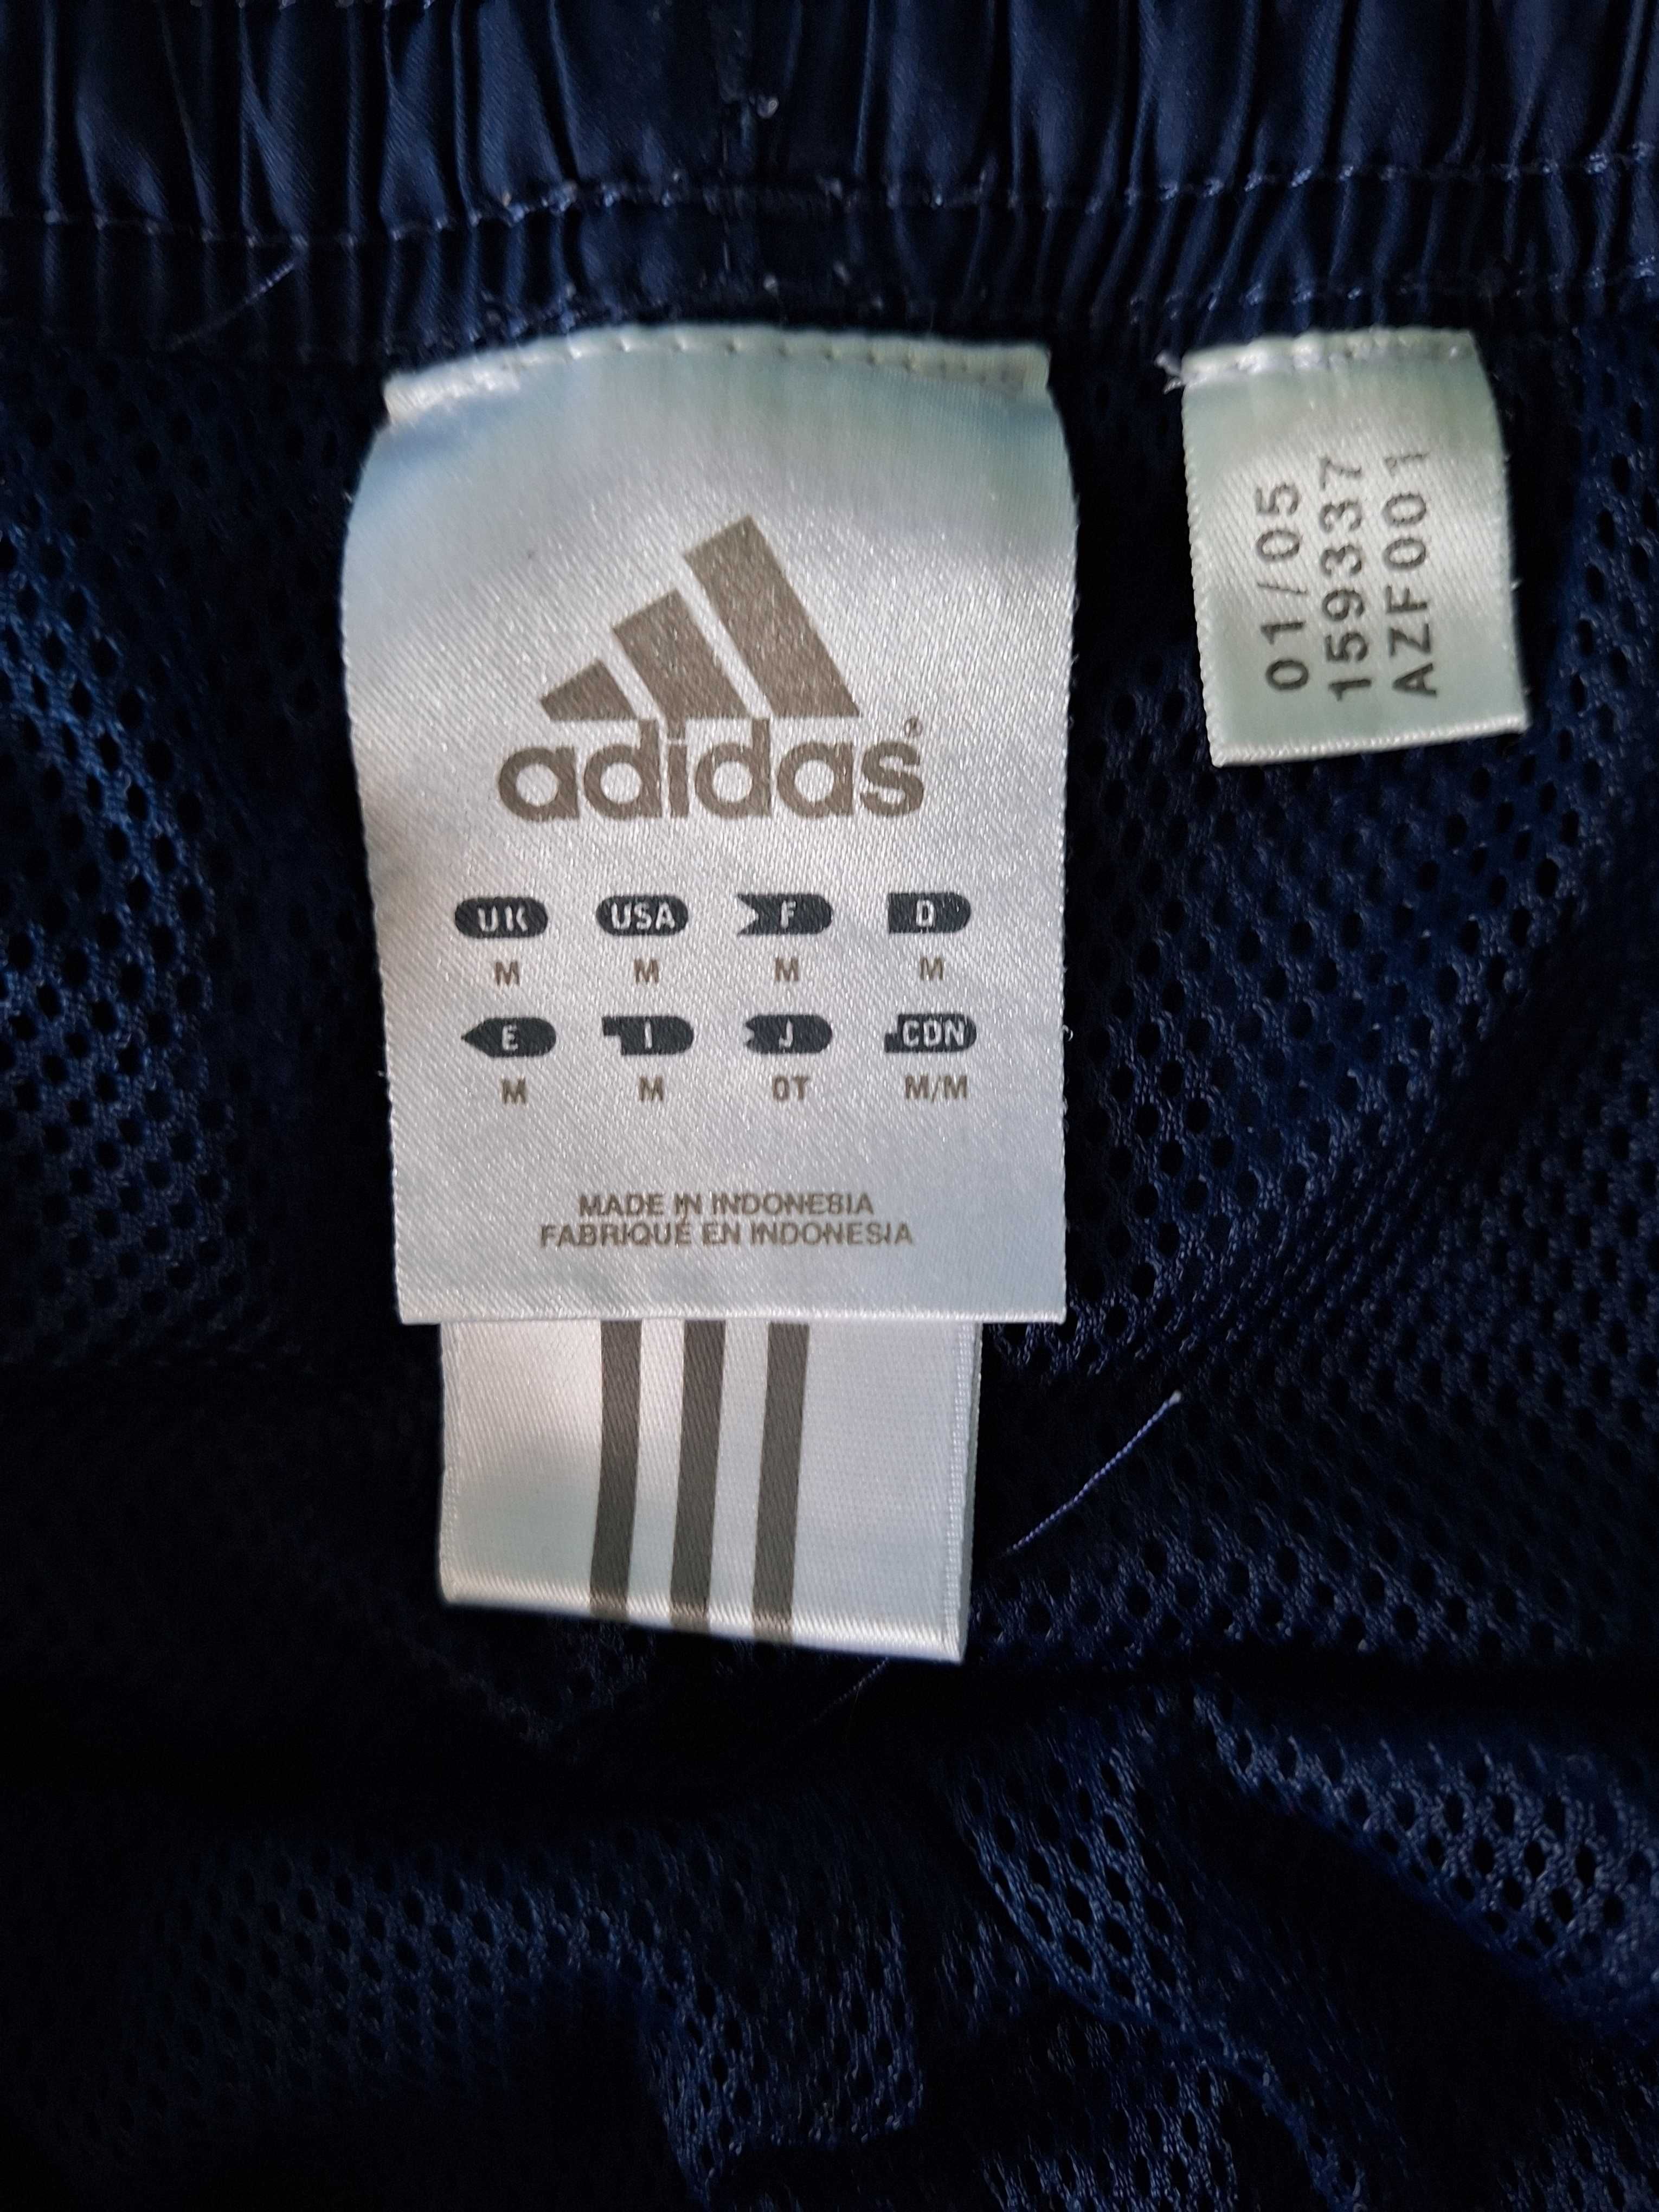 adidas®
UK USA F D
M M M M
E I J CDN
M M OT M/M
MADE IN INDONESIA
FABRIQUÉ EN INDONESIA
01/05
159337
AZF001